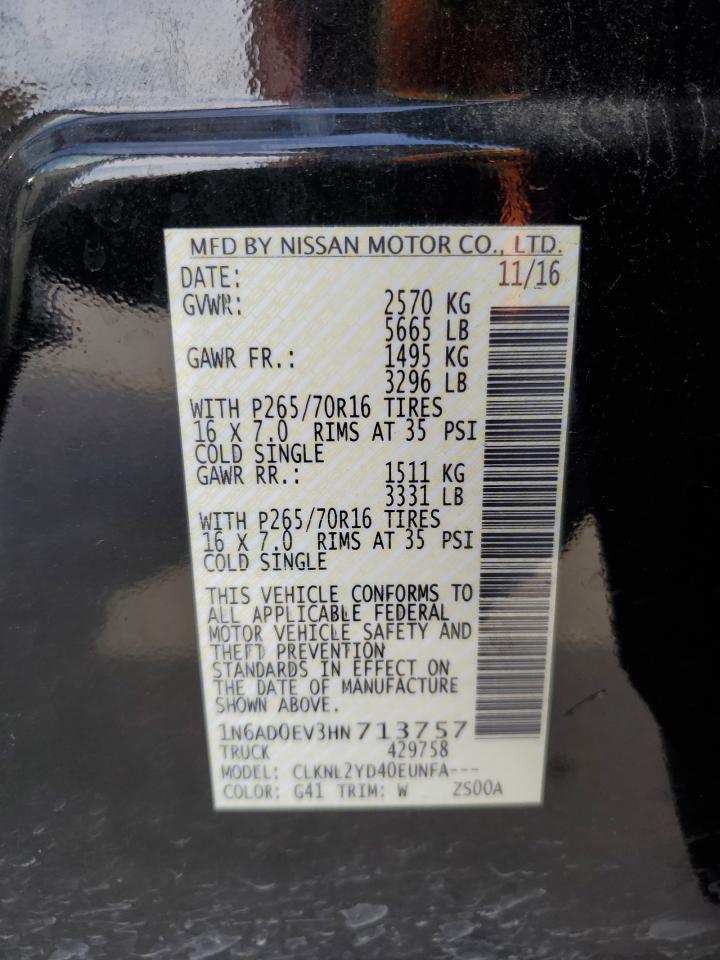 MFD BY NISSAN MOTOR CO., LTD.
DATE: 11/16
GVWR: 2570 KG
5665 LB
GAWR FR.: 1495 KG
3296 LB
WITH P265/70R16 TIRES
16 X 7.0 RIMS AT 35 PSI
COLD SINGLE
GAWR RR.: 1511 KG
3331 LB
WITH P265/70R16 TIRES
16 X 7.0 RIMS AT 35 PSI
COLD SINGLE
THIS VEHICLE CONFORMS TO
ALL APPLICABLE FEDERAL
MOTOR VEHICLE SAFETY AND
THEFT PREVENTION
STANDARDS IN EFFECT ON
THE DATE OF MANUFACTURE
SHOWN ABOVE.
1N6AD0EV3HN 713757
TRUCK 429758
MODEL: CLKNL2YD40EUNFA---
COLOR: G41 TRIM: W ZS00A